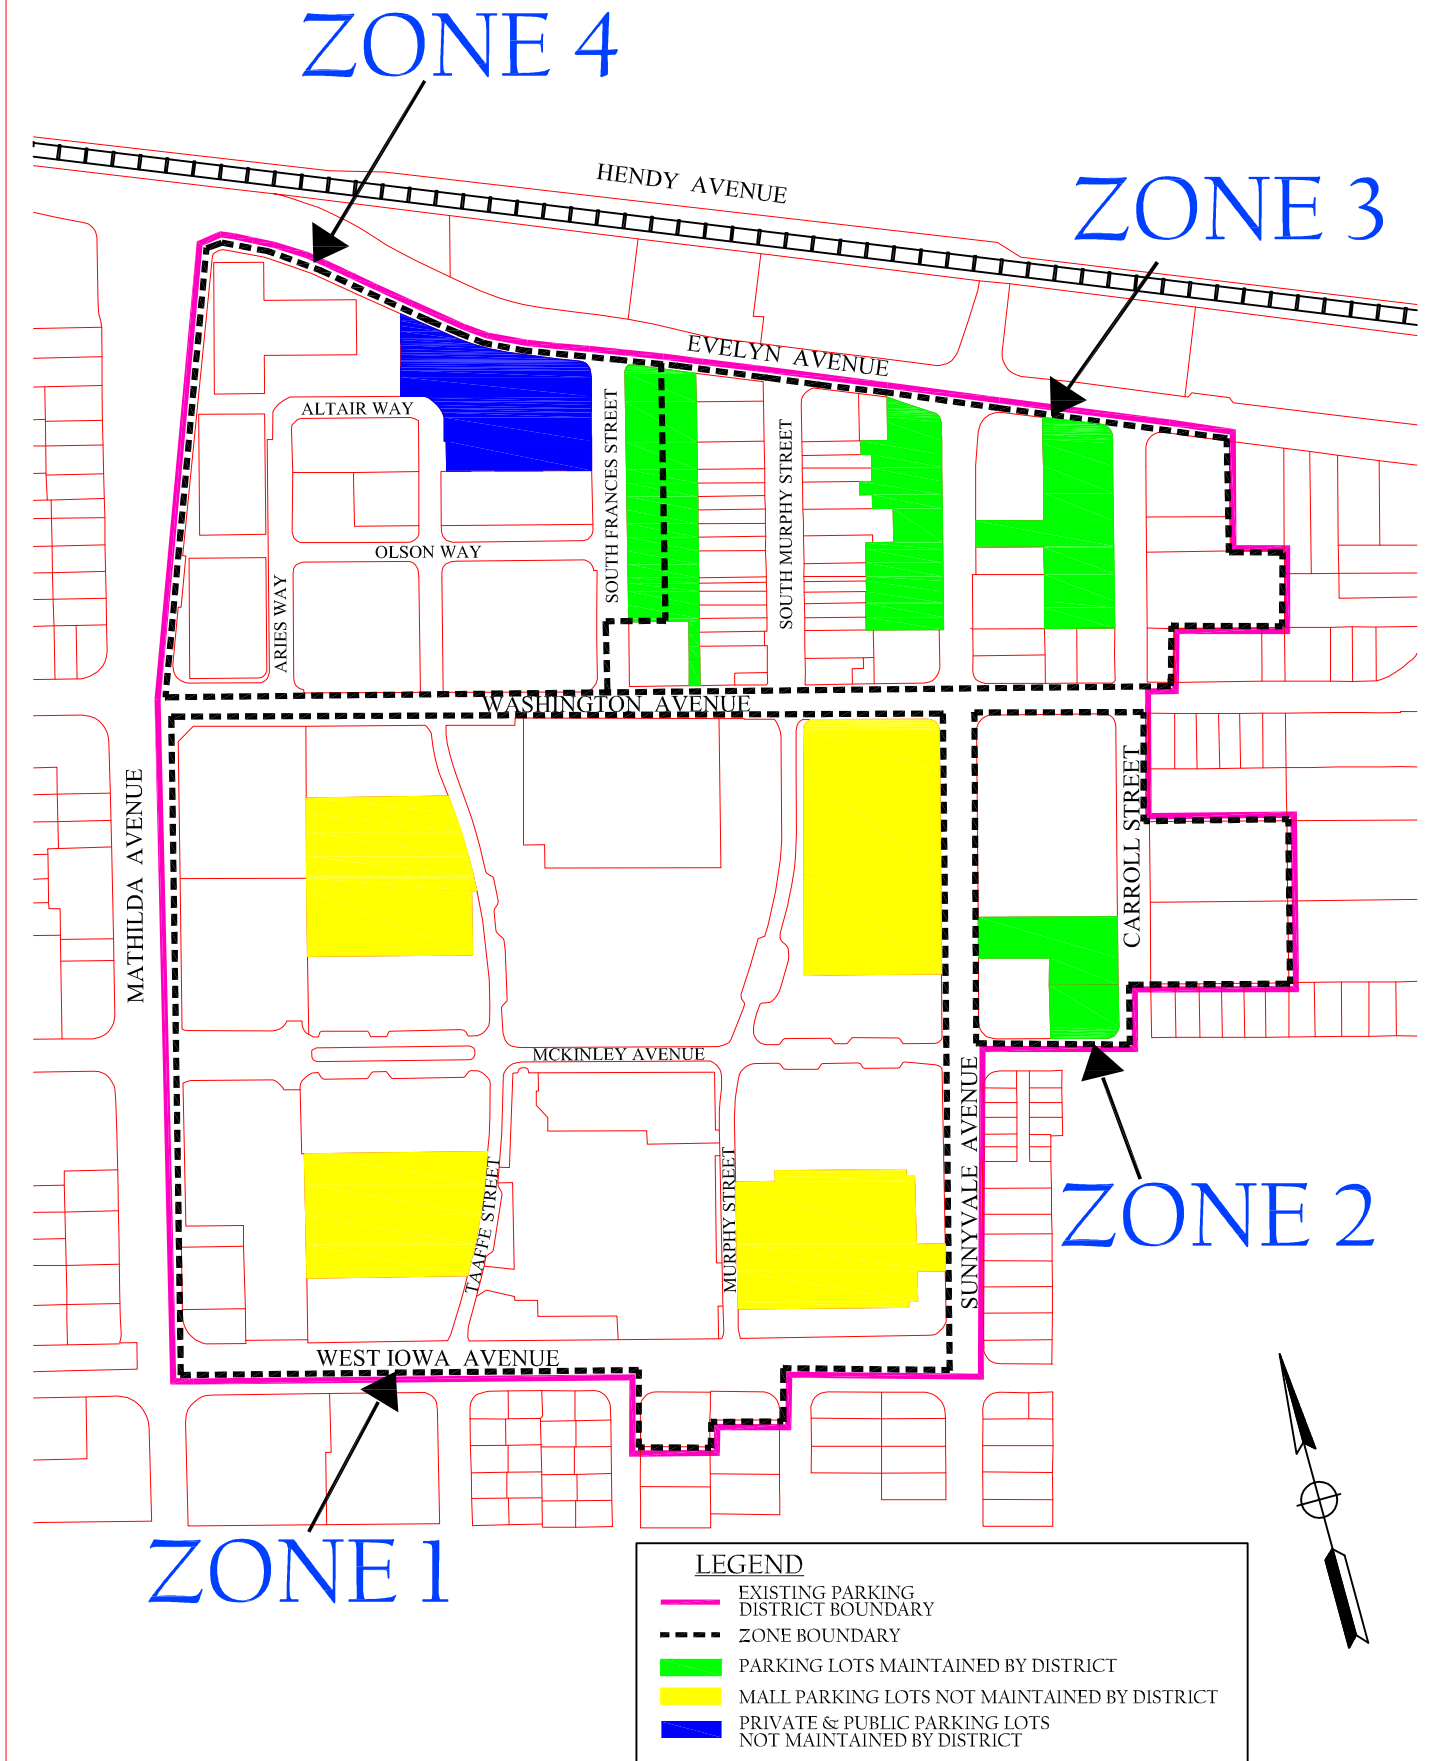 ZONE 4
HENDY AVENUE
ZONE 3
EVELYN AVENUE
ALTAIR WAY
SOUTH FRANCES STREET
SOUTH MURPHY STREET
OLSON WAY
ARIES WAY
WASHINGTON AVENUE
MATHILDA AVENUE
CARROLL STREET
MCKINLEY AVENUE
SUNNYVALE AVENUE
TAAFFE STREET
MURPHY STREET
ZONE 2
WEST IOWA AVENUE
ZONE 1
LEGEND
EXISTING PARKING
DISTRICT BOUNDARY
ZONE BOUNDARY
PARKING LOTS MAINTAINED BY DISTRICT
MALL PARKING LOTS NOT MAINTAINED BY DISTRICT
PRIVATE & PUBLIC PARKING LOTS
NOT MAINTAINED BY DISTRICT